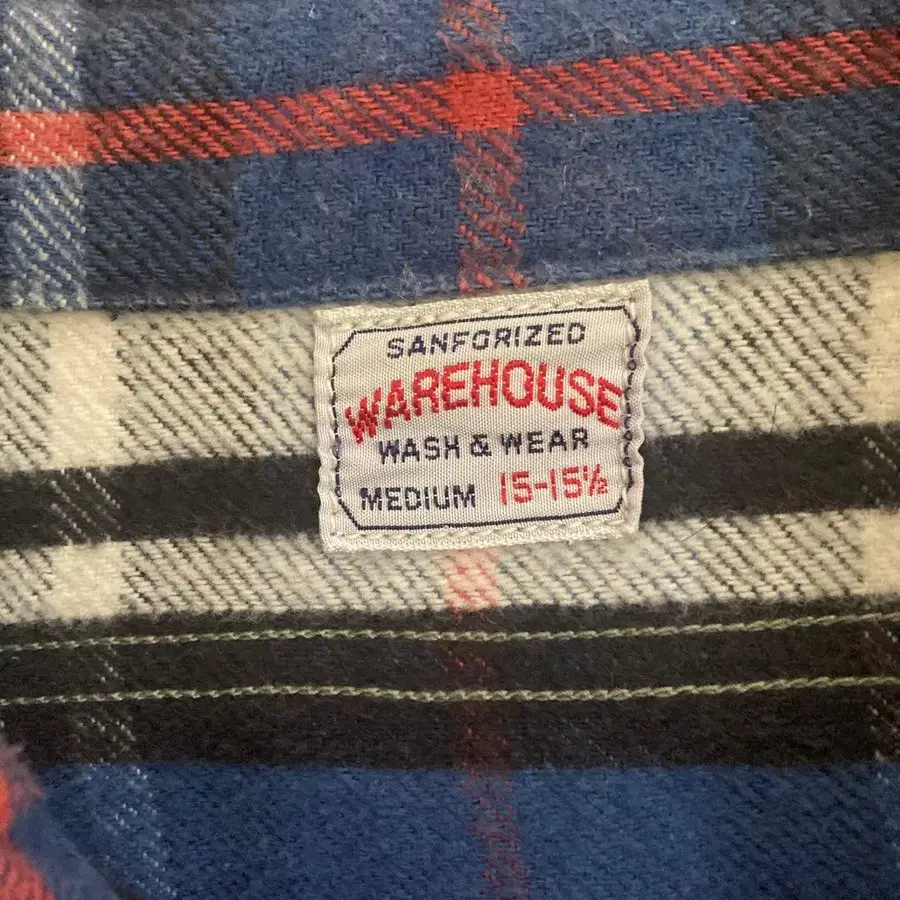 SANFORIZED
WAREHOUSE
WASH & WEAR
MEDIUM 15-15½